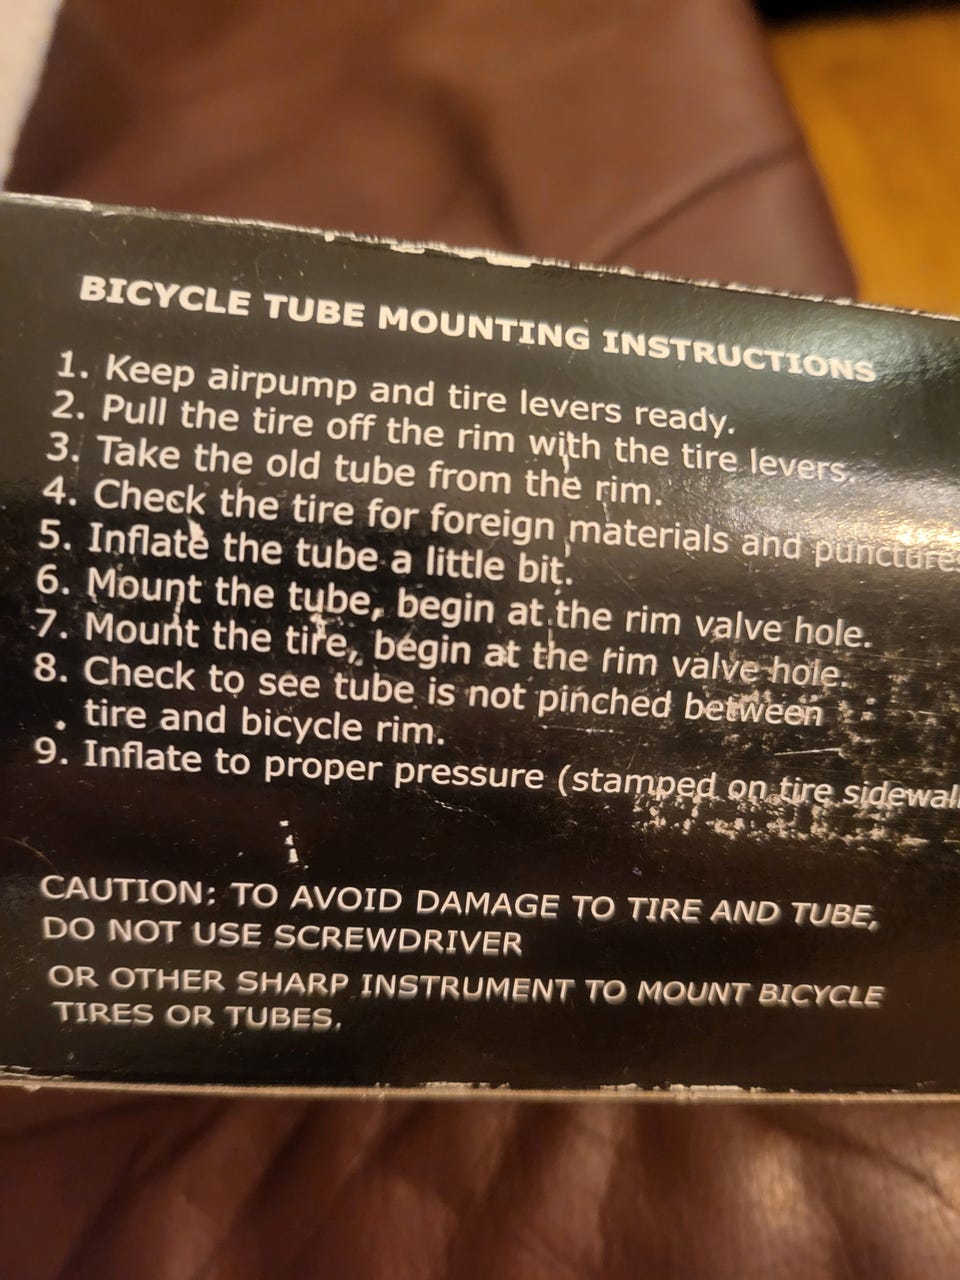 BICYCLE TUBE MOUNTING INSTRUCTIONS
1. Keep airpump and tire levers ready.
2. Pull the tire off the rim with the tire levers.
3. Take the old tube from the rim.
4. Check the tire for foreign materials and punctures
5. Inflate the tube a little bit.
6. Mount the tube, begin at the rim valve hole.
7. Mount the tire, begin at the rim valve hole.
8. Check to see tube is not pinched between
tire and bicycle rim.
9. Inflate to proper pressure (stamped on tire sidewall
CAUTION: TO AVOID DAMAGE TO TIRE AND TUBE,
DO NOT USE SCREWDRIVER
OR OTHER SHARP INSTRUMENT TO MOUNT BICYCLE
TIRES OR TUBES.